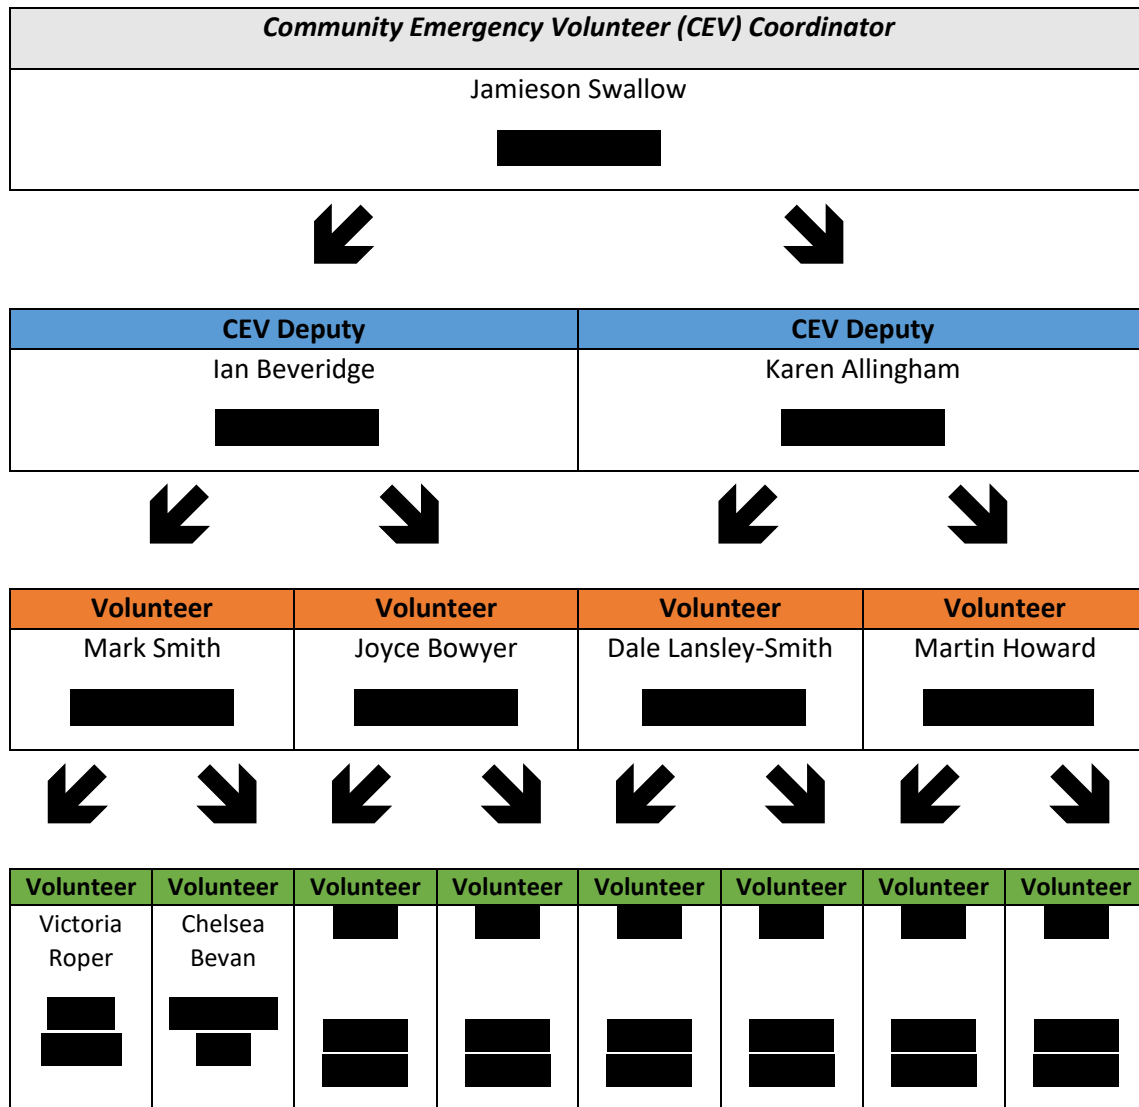 Community Emergency Volunteer (CEV) Coordinator
Jamieson Swallow
CEV Deputy
CEV Deputy
Ian Beveridge
Karen Allingham
Volunteer
Volunteer
Volunteer
Volunteer
Mark Smith
Joyce Bowyer
Dale Lansley-Smith
Martin Howard
Volunteer
Volunteer
Volunteer
Volunteer
Volunteer
Volunteer
Volunteer
Volunteer
Victoria
Roper
Chelsea
Bevan